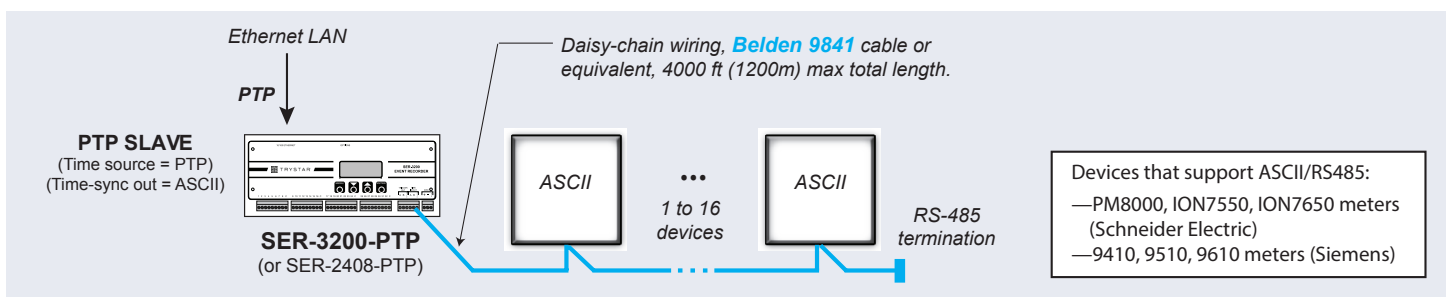 Ethernet LAN
PTP
PTP SLAVE
(Time source = PTP)
(Time-sync out = ASCII)
TRYSTAR
SER-3200
EVENT RECORDER
SER-3200-PTP
(or SER-2408-PTP)
Daisy-chain wiring, Belden 9841 cable or
equivalent, 4000 ft (1200m) max total length.
ASCII
•••
1 to 16
devices
ASCII
RS-485
termination
Devices that support ASCII/RS485:
—PM8000, ION7550, ION7650 meters
(Schneider Electric)
—9410, 9510, 9610 meters (Siemens)